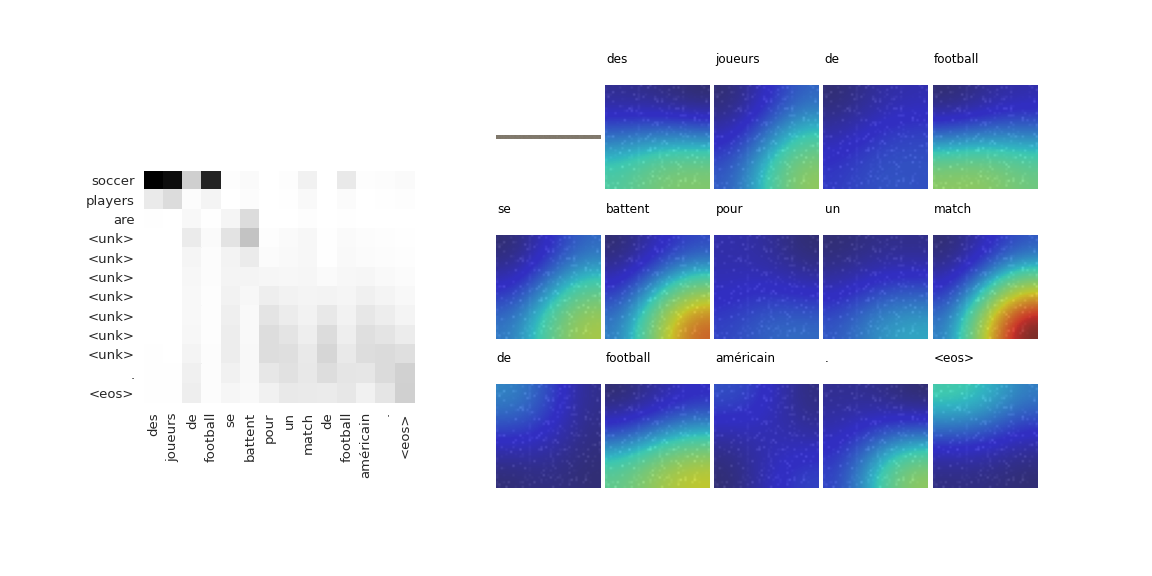 soccer
players
are
<unk>
<unk>
<unk>
<unk>
<unk>
<unk>
<unk>
.
<eos>
des joueurs de football se battent pour un match de football américain . <eos>
des joueurs de football
se battent pour un match
de football américain . <eos>